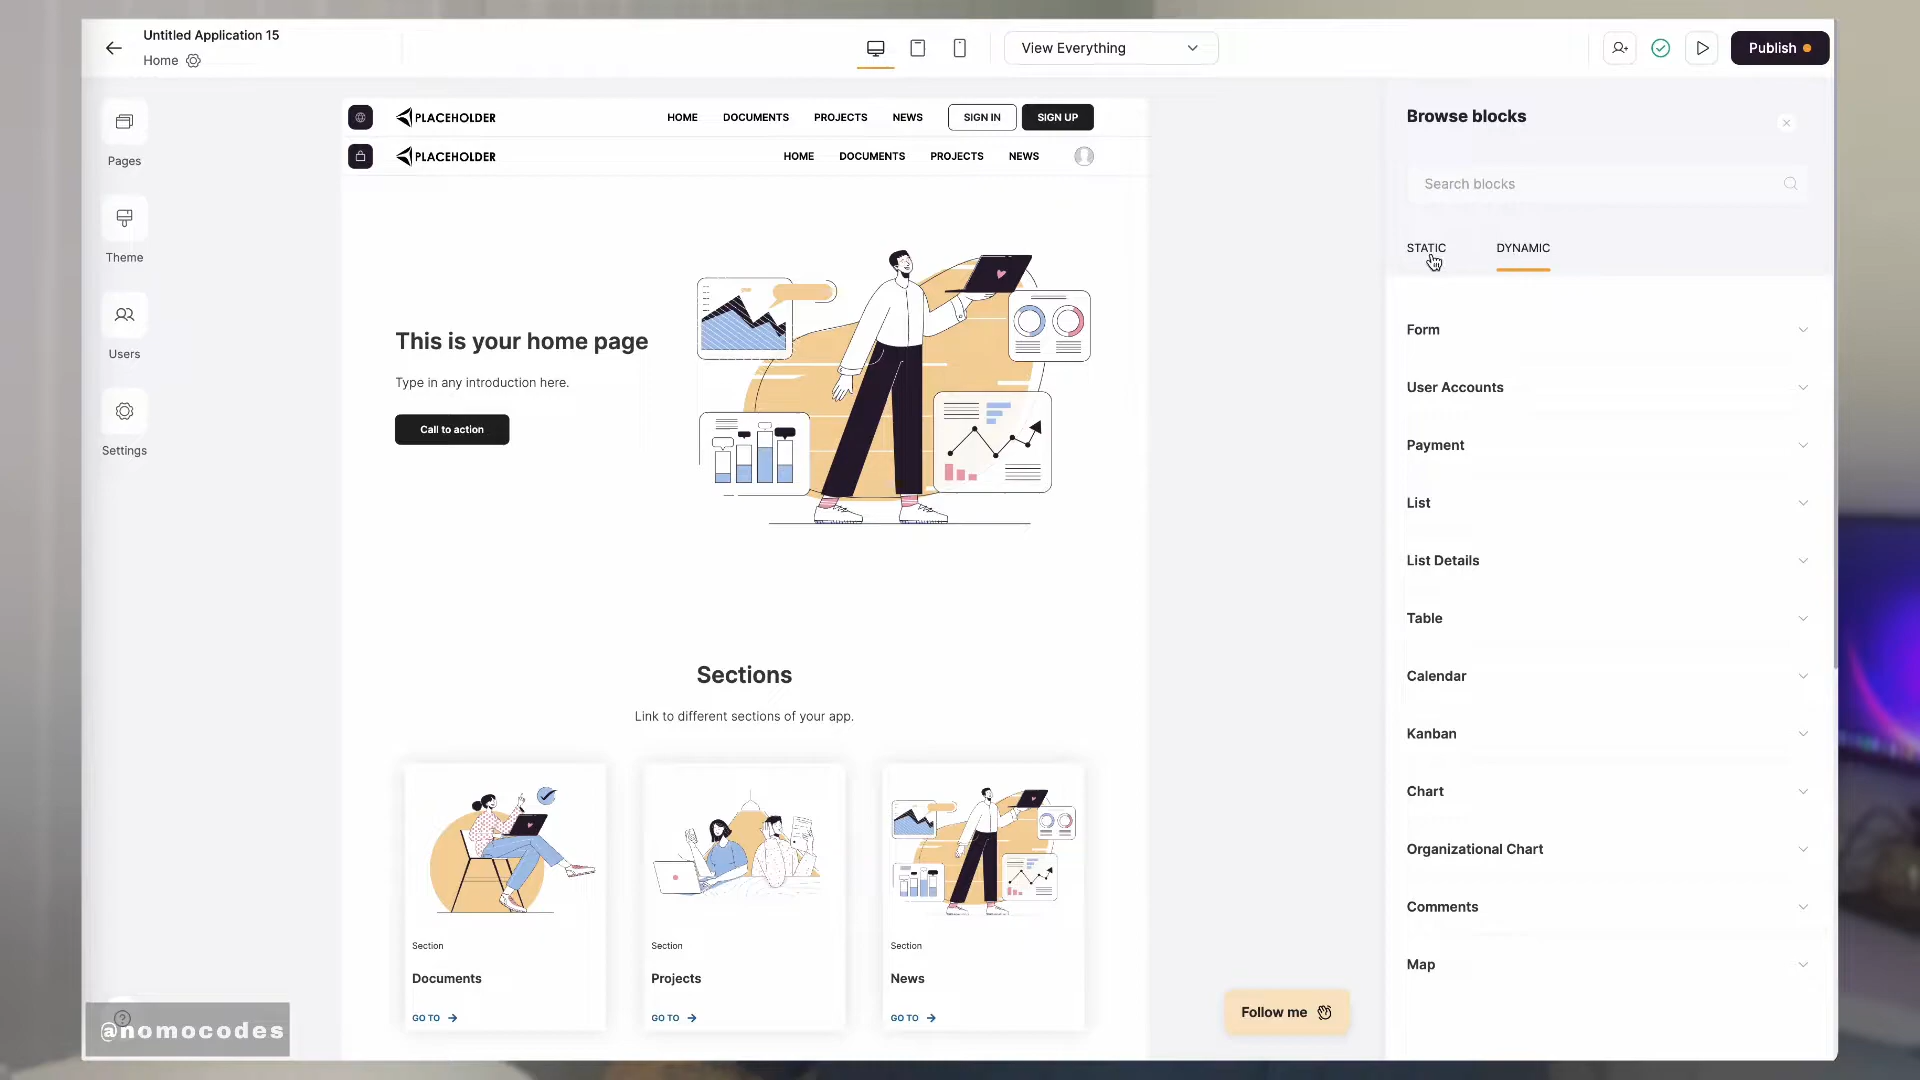 Untitled Application 15
Home
View Everything
Publish
Pages
Theme
Users
Settings
PLACEHOLDER
HOME DOCUMENTS PROJECTS NEWS SIGN IN SIGN UP
PLACEHOLDER
HOME DOCUMENTS PROJECTS NEWS
This is your home page
Type in any introduction here.
Call to action
Sections
Link to different sections of your app.
Section
Documents
GO TO
Section
Projects
GO TO
Section
News
GO TO
Follow me
Browse blocks
Search blocks
STATIC DYNAMIC
Form
User Accounts
Payment
List
List Details
Table
Calendar
Kanban
Chart
Organizational Chart
Comments
Map
@nomocodes